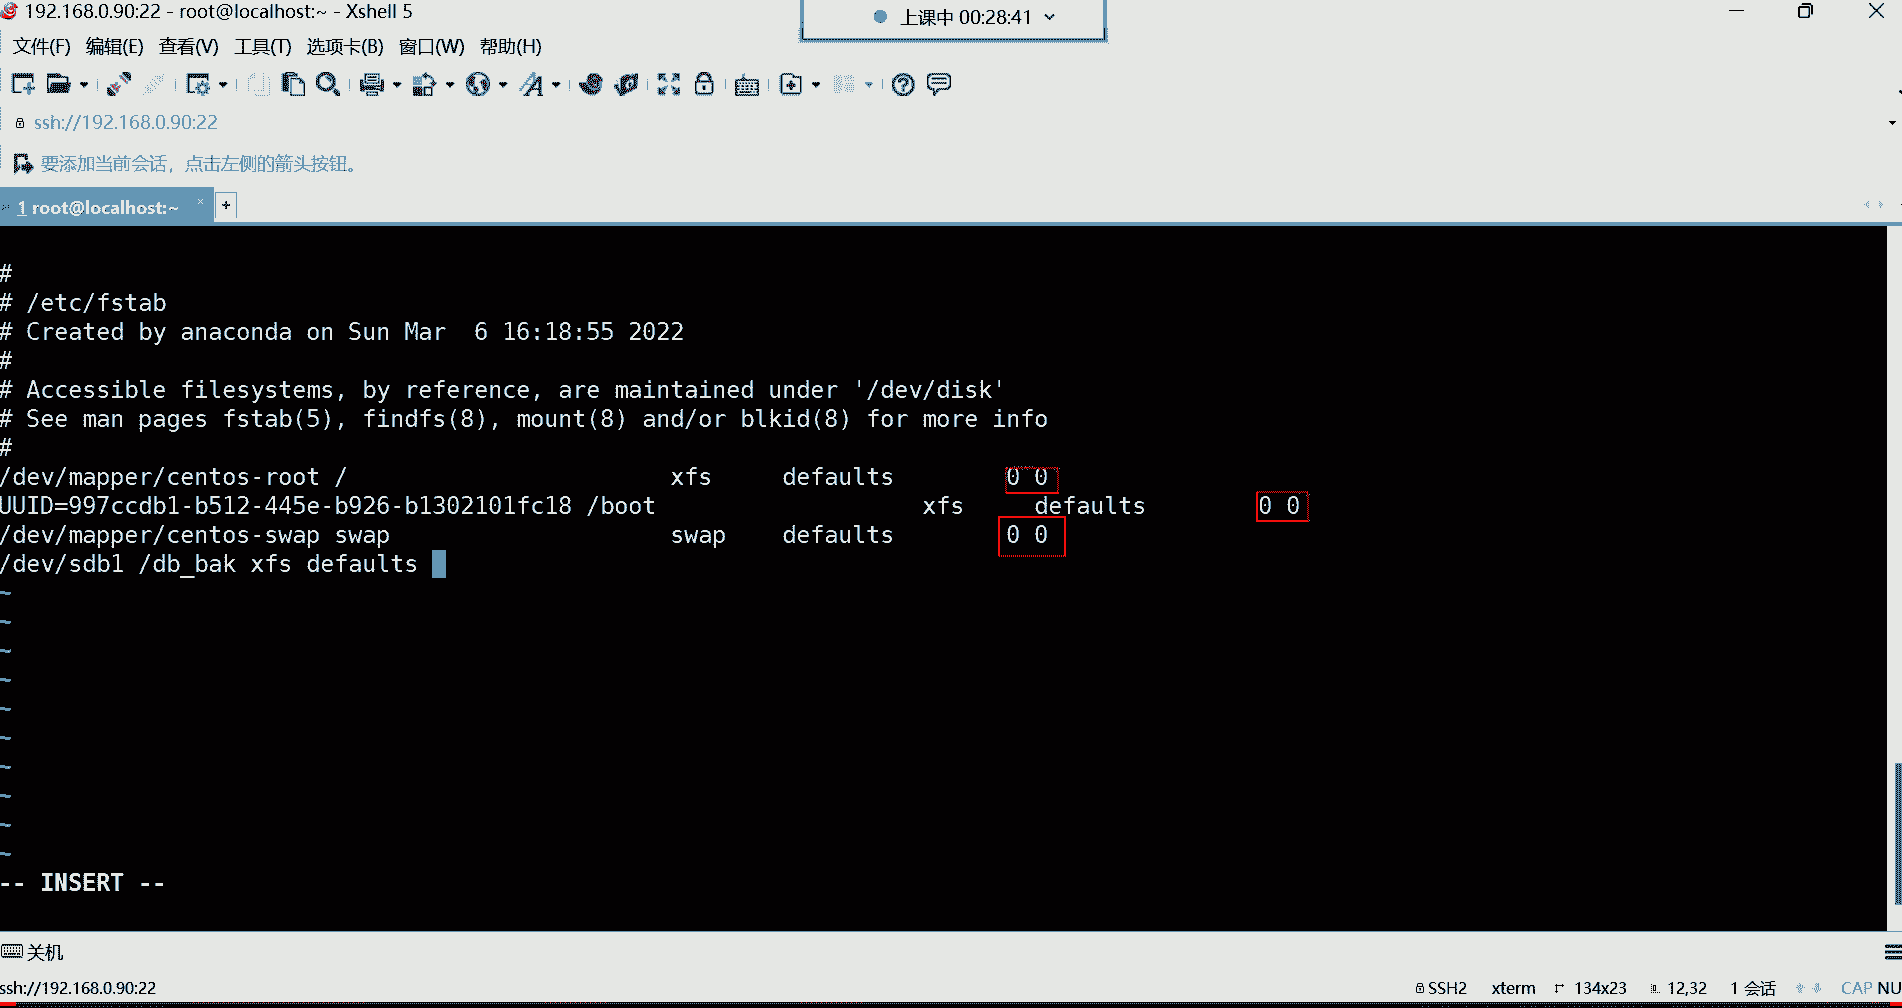 192.168.0.90:22 - root@localhost:~ - Xshell 5
上课中 00:28:41
文件(F) 编辑(E) 查看(V) 工具(T) 选项卡(B) 窗口(W) 帮助(H)
ssh://192.168.0.90:22
要添加当前会话，点击左侧的箭头按钮。
1 root@localhost:~ × +
#
# /etc/fstab
# Created by anaconda on Sun Mar  6 16:18:55 2022
#
# Accessible filesystems, by reference, are maintained under '/dev/disk'
# See man pages fstab(5), findfs(8), mount(8) and/or blkid(8) for more info
#
/dev/mapper/centos-root /                       xfs     defaults        0 0
UUID=997ccdb1-b512-445e-b926-b1302101fc18 /boot                   xfs     defaults        0 0
/dev/mapper/centos-swap swap                    swap    defaults        0 0
/dev/sdb1 /db_bak xfs defaults
~
~
~
~
~
~
~
~
~
~
-- INSERT --
关机
ssh://192.168.0.90:22
SSH2 xterm 134x23 12,32 1 会话 CAP NU